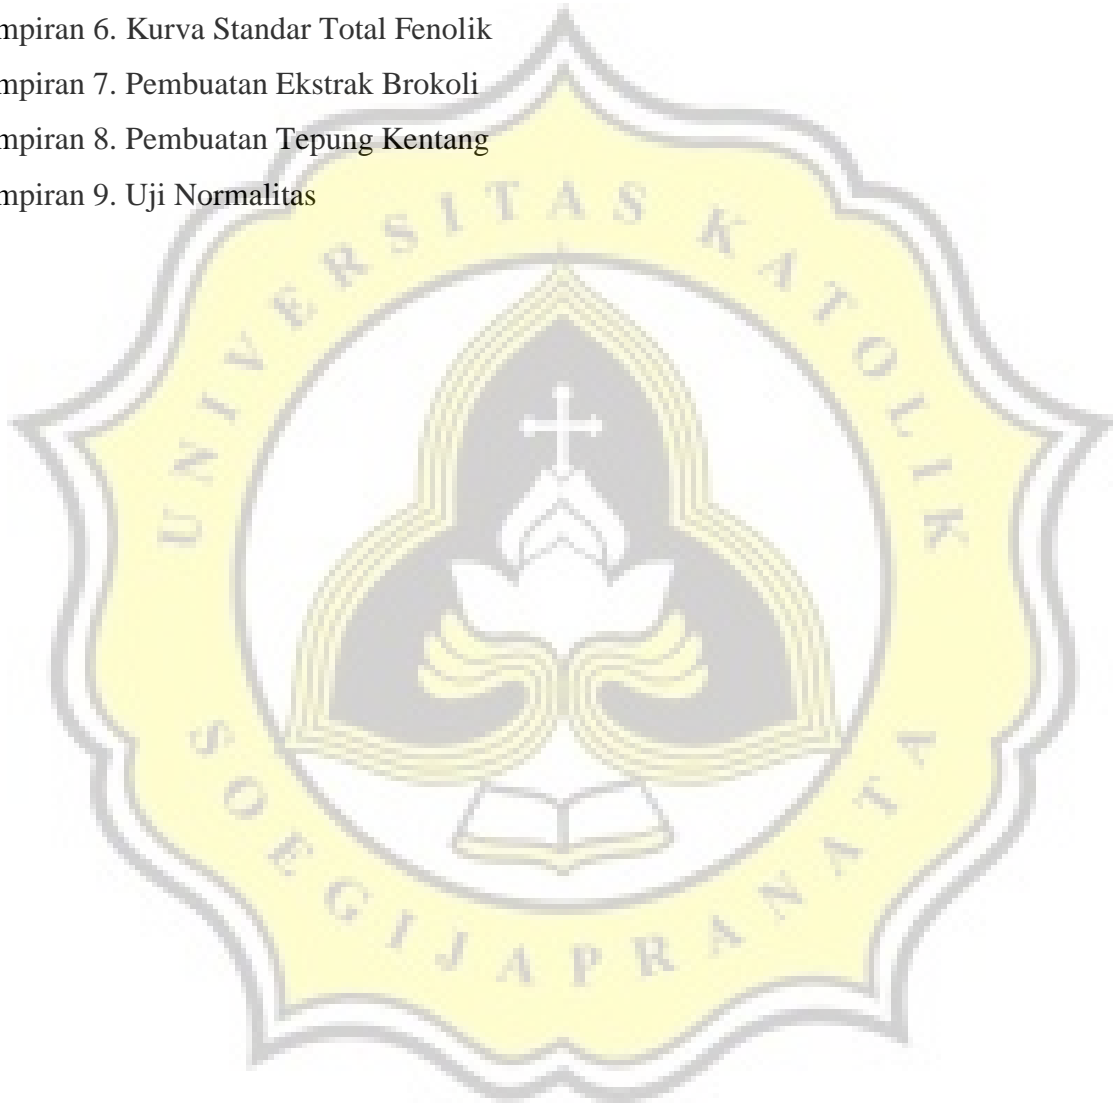 mpiran 6. Kurva Standar Total Fenolik
mpiran 7. Pembuatan Ekstrak Brokoli
mpiran 8. Pembuatan Tepung Kentang
mpiran 9. Uji Normalitas
UNIVERSITAS KATOLIK
SOEGIJAPRANATA